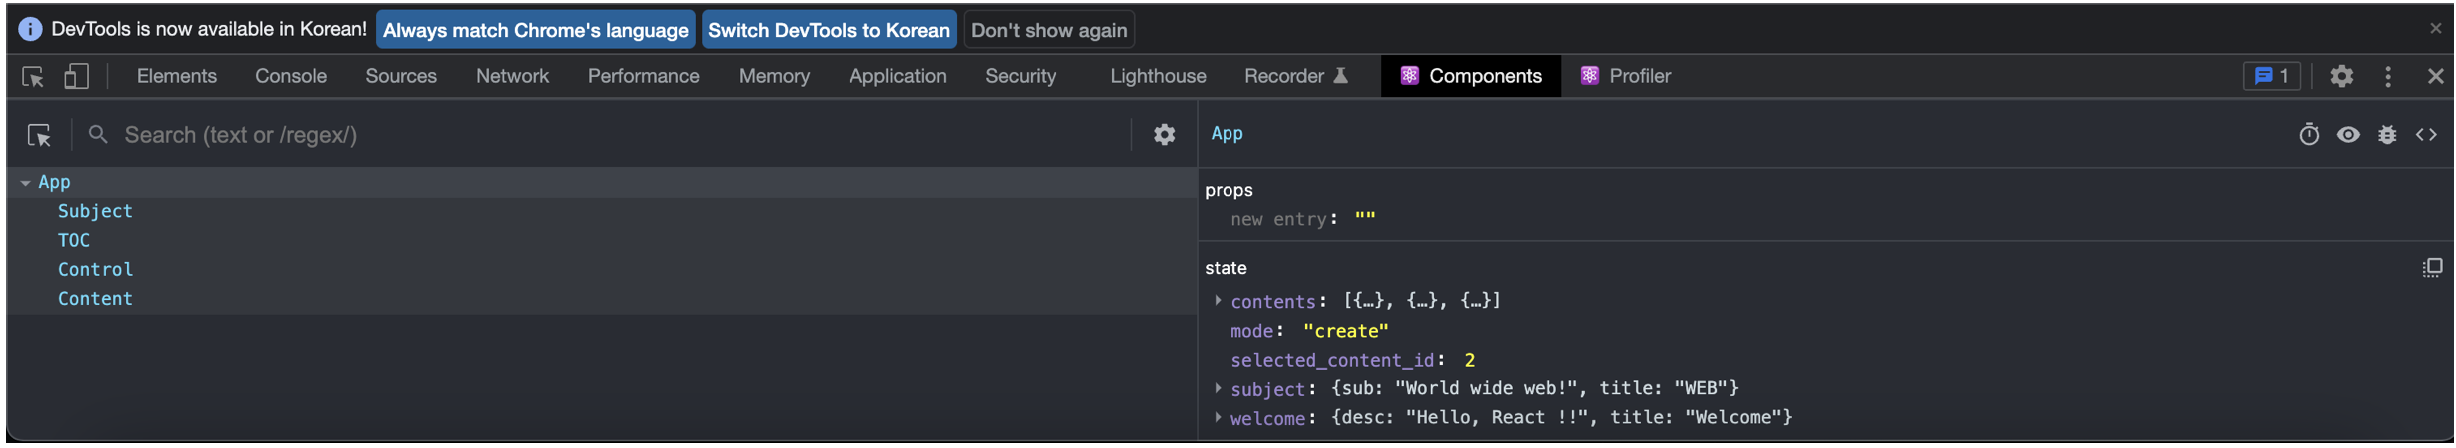 DevTools is now available in Korean! Always match Chrome's language Switch DevTools to Korean Don't show again
Elements Console Sources Network Performance Memory Application Security Lighthouse Recorder Components Profiler 1
Search (text or /regex/)
App
Subject
TOC
Control
Content
App
props
new entry: ""
state
contents: [{…}, {…}, {…}]
mode: "create"
selected_content_id: 2
subject: {sub: "World wide web!", title: "WEB"}
welcome: {desc: "Hello, React !!", title: "Welcome"}